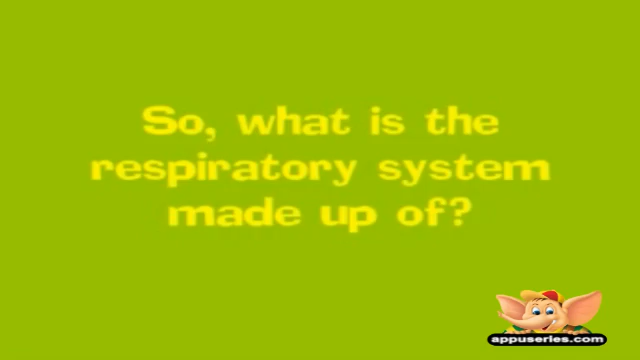 So, what is the
respiratory system
made up of?
appuseries.com